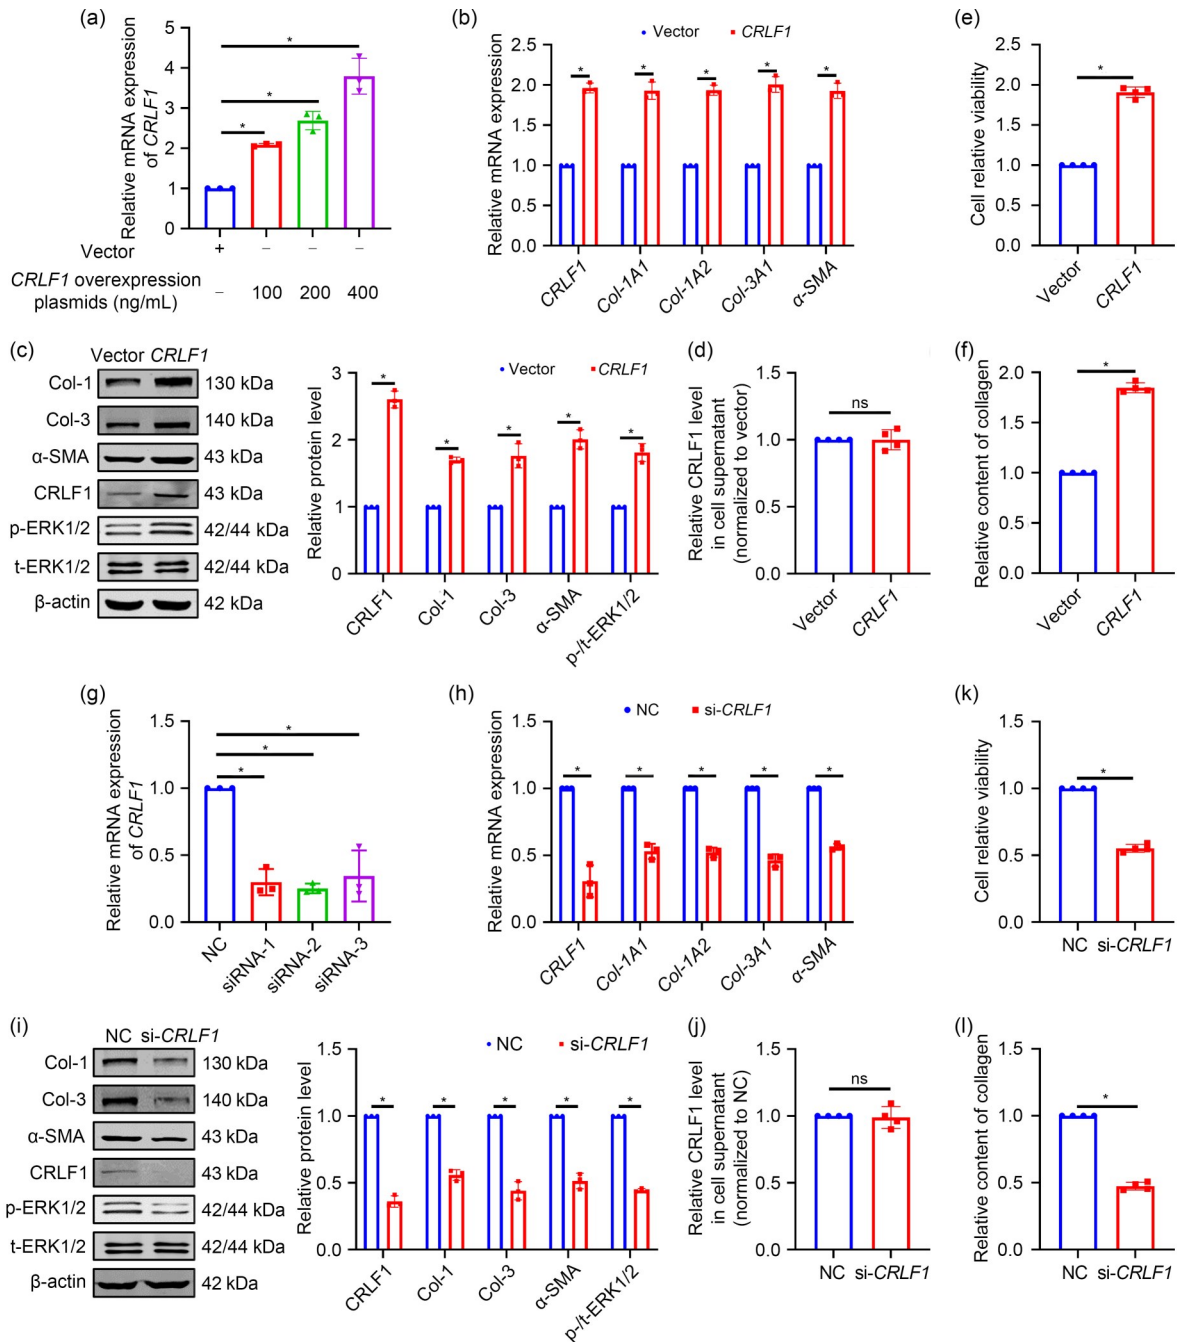 (a)
Relative mRNA expression
of CRLF1
5
4
3
2
1
0
* * *
Vector + – – –
CRLF1 overexpression
plasmids (ng/mL) – 100 200 400
(b)
Vector CRLF1
Relative mRNA expression
2.5
2.0
1.5
1.0
0.5
0.0
* * * * *
CRLF1 Col-1A1 Col-1A2 Col-3A1 α-SMA
(e)
Cell relative viability
2.5
2.0
1.5
1.0
0.5
0.0
*
Vector CRLF1
(c)
Vector CRLF1
Col-1 130 kDa
Col-3 140 kDa
α-SMA 43 kDa
CRLF1 43 kDa
p-ERK1/2 42/44 kDa
t-ERK1/2 42/44 kDa
β-actin 42 kDa
Vector CRLF1
Relative protein level
3
2
1
0
* * * * *
CRLF1 Col-1 Col-3 α-SMA p-/t-ERK1/2
(d)
Relative CRLF1 level
in cell supernatant
(normalized to vector)
1.5
1.0
0.5
0.0
ns
Vector CRLF1
(f)
Relative content of collagen
2.0
1.5
1.0
0.5
0.0
*
Vector CRLF1
(g)
Relative mRNA expression
of CRLF1
1.5
1.0
0.5
0.0
* * *
NC siRNA-1 siRNA-2 siRNA-3
(h)
NC si-CRLF1
Relative mRNA expression
1.5
1.0
0.5
0.0
* * * * *
CRLF1 Col-1A1 Col-1A2 Col-3A1 α-SMA
(k)
Cell relative viability
1.5
1.0
0.5
0.0
*
NC si-CRLF1
(i)
NC si-CRLF1
Col-1 130 kDa
Col-3 140 kDa
α-SMA 43 kDa
CRLF1 43 kDa
p-ERK1/2 42/44 kDa
t-ERK1/2 42/44 kDa
β-actin 42 kDa
NC si-CRLF1
Relative protein level
1.5
1.0
0.5
0.0
* * * * *
CRLF1 Col-1 Col-3 α-SMA p-/t-ERK1/2
(j)
Relative CRLF1 level
in cell supernatant
(normalized to NC)
1.5
1.0
0.5
0.0
ns
NC si-CRLF1
(l)
Relative content of collagen
1.5
1.0
0.5
0.0
*
NC si-CRLF1